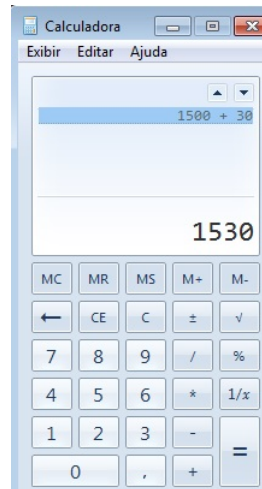 Calculadora
Exibir Editar Ajuda
1500 + 30
1530
MC MR MS M+ M-
← CE C ± √
7 8 9 / %
4 5 6 * 1/x
1 2 3 - =
0 , +